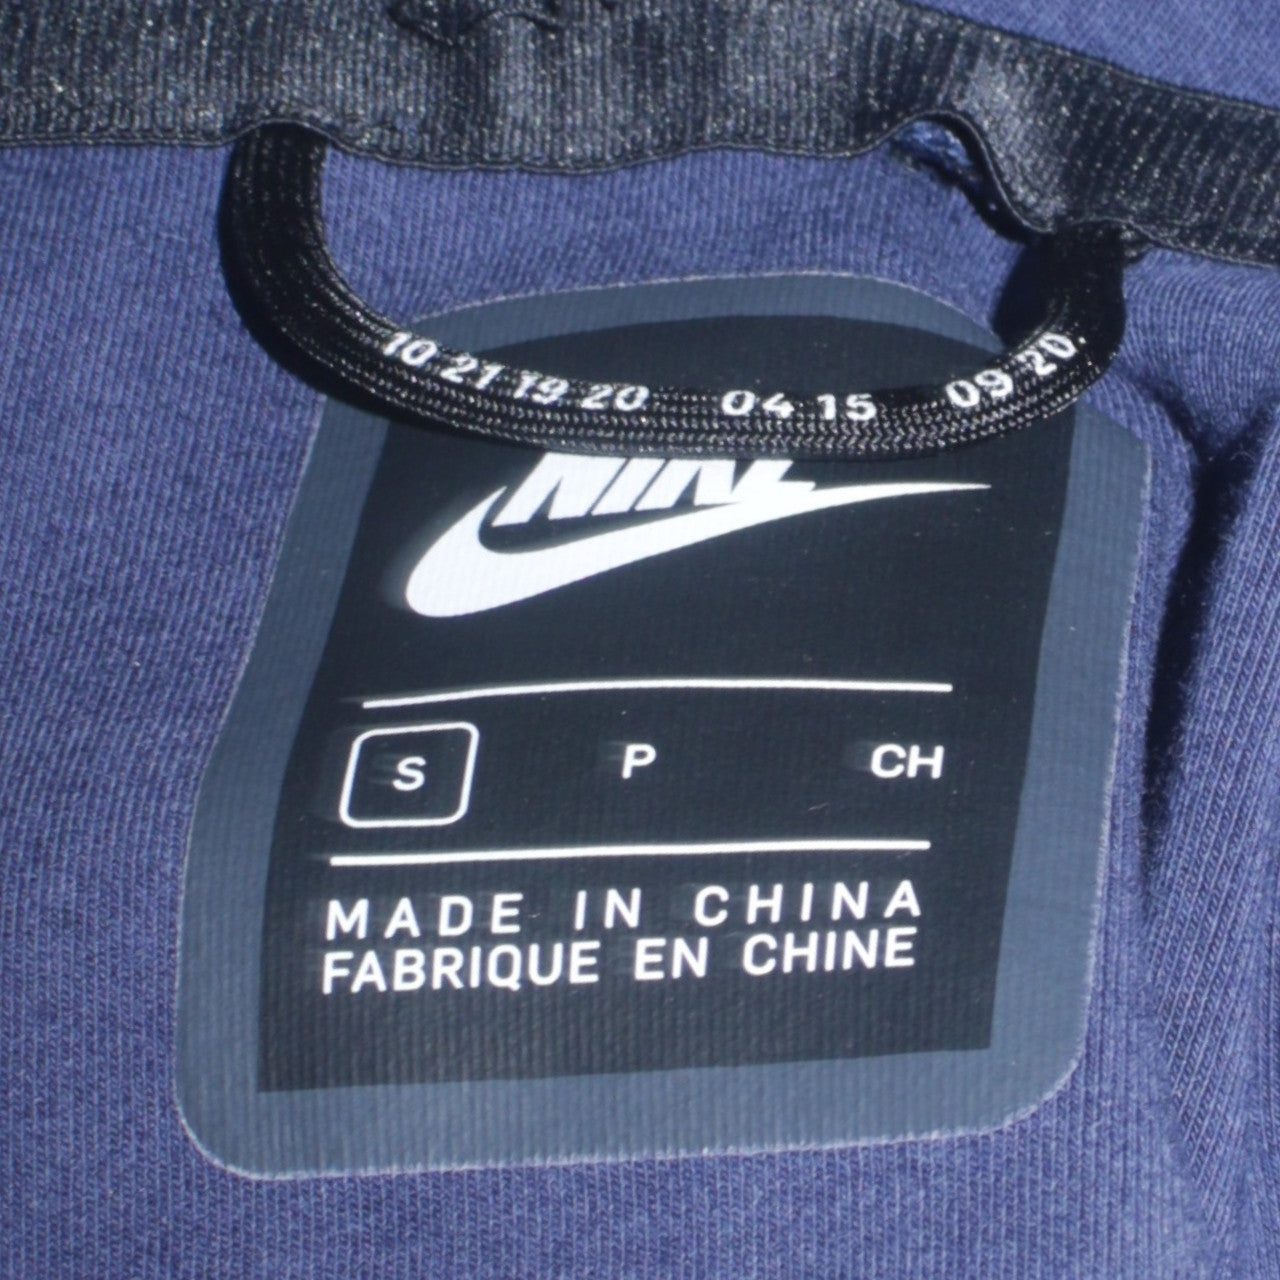 10 21 19 20 04 15 09 20
NIKE
S P CH
MADE IN CHINA
FABRIQUE EN CHINE